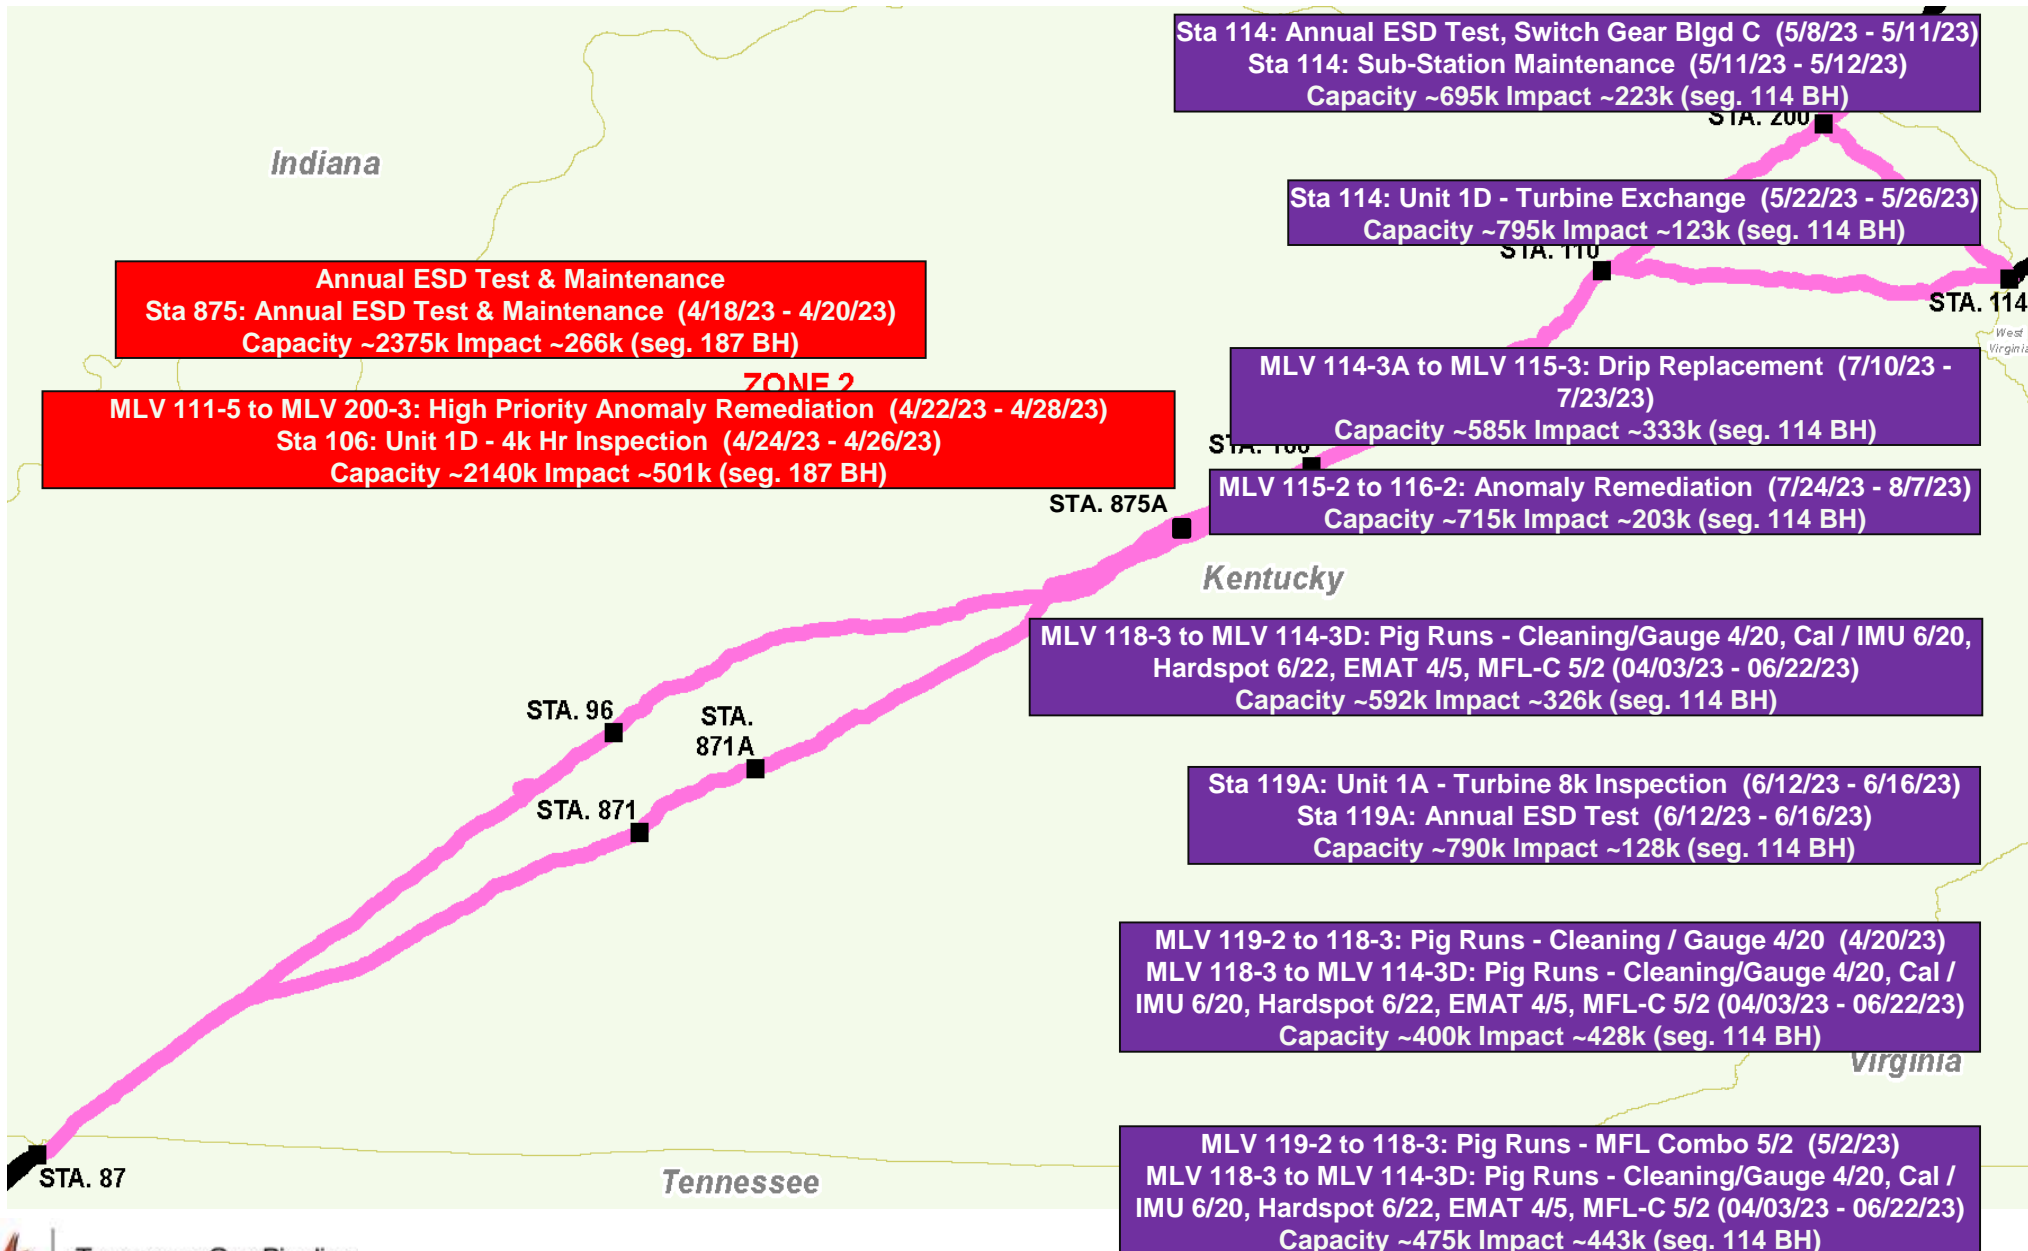 Sta 114: Annual ESD Test, Switch Gear Blgd C (5/8/23 - 5/11/23)
Sta 114: Sub-Station Maintenance (5/11/23 - 5/12/23)
Capacity ~695k Impact ~223k (seg. 114 BH)
STA. 200
Indiana
Sta 114: Unit 1D - Turbine Exchange (5/22/23 - 5/26/23)
Capacity ~795k Impact ~123k (seg. 114 BH)
STA. 110
Annual ESD Test & Maintenance
Sta 875: Annual ESD Test & Maintenance (4/18/23 - 4/20/23)
Capacity ~2375k Impact ~266k (seg. 187 BH)
STA. 114
West
Virginia
ZONE 2
MLV 114-3A to MLV 115-3: Drip Replacement (7/10/23 -
7/23/23)
Capacity ~585k Impact ~333k (seg. 114 BH)
MLV 111-5 to MLV 200-3: High Priority Anomaly Remediation (4/22/23 - 4/28/23)
Sta 106: Unit 1D - 4k Hr Inspection (4/24/23 - 4/26/23)
Capacity ~2140k Impact ~501k (seg. 187 BH)
STA.
STA. 875A
MLV 115-2 to 116-2: Anomaly Remediation (7/24/23 - 8/7/23)
Capacity ~715k Impact ~203k (seg. 114 BH)
Kentucky
MLV 118-3 to MLV 114-3D: Pig Runs - Cleaning/Gauge 4/20, Cal / IMU 6/20,
Hardspot 6/22, EMAT 4/5, MFL-C 5/2 (04/03/23 - 06/22/23)
Capacity ~592k Impact ~326k (seg. 114 BH)
STA. 96
STA.
871A
STA. 871
Sta 119A: Unit 1A - Turbine 8k Inspection (6/12/23 - 6/16/23)
Sta 119A: Annual ESD Test (6/12/23 - 6/16/23)
Capacity ~790k Impact ~128k (seg. 114 BH)
MLV 119-2 to 118-3: Pig Runs - Cleaning / Gauge 4/20 (4/20/23)
MLV 118-3 to MLV 114-3D: Pig Runs - Cleaning/Gauge 4/20, Cal /
IMU 6/20, Hardspot 6/22, EMAT 4/5, MFL-C 5/2 (04/03/23 - 06/22/23)
Capacity ~400k Impact ~428k (seg. 114 BH)
Virginia
MLV 119-2 to 118-3: Pig Runs - MFL Combo 5/2 (5/2/23)
MLV 118-3 to MLV 114-3D: Pig Runs - Cleaning/Gauge 4/20, Cal /
IMU 6/20, Hardspot 6/22, EMAT 4/5, MFL-C 5/2 (04/03/23 - 06/22/23)
Capacity ~475k Impact ~443k (seg. 114 BH)
STA. 87
Tennessee